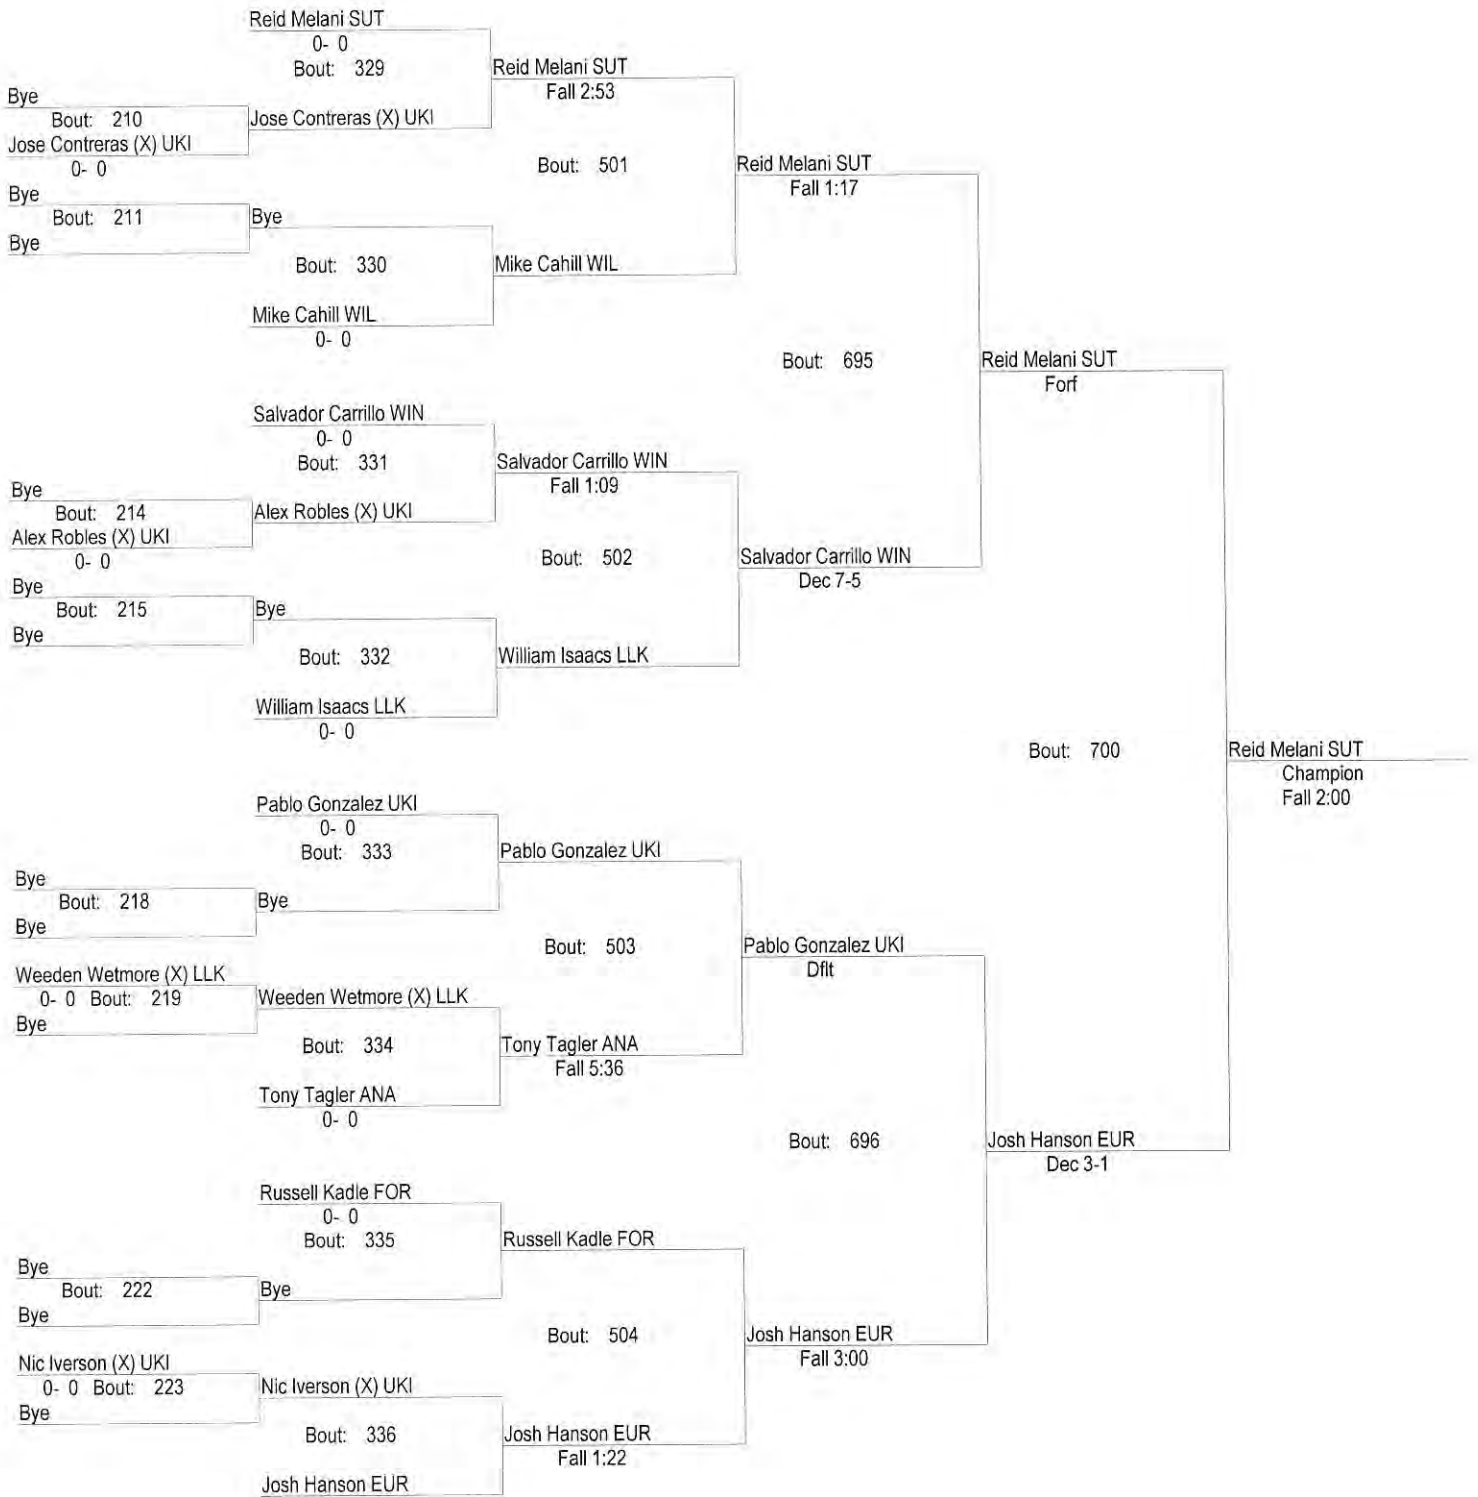 Reid Melani SUT
0- 0
Bout: 329
Reid Melani SUT
Fall 2:53
Bye
Bout: 210
Jose Contreras (X) UKI
Jose Contreras (X) UKI
0- 0
Bout: 501
Reid Melani SUT
Fall 1:17
Bye
Bout: 211
Bye
Bye
Bout: 330
Mike Cahill WIL
Mike Cahill WIL
0- 0
Bout: 695
Reid Melani SUT
Forf
Salvador Carrillo WIN
0- 0
Bout: 331
Salvador Carrillo WIN
Fall 1:09
Bye
Bout: 214
Alex Robles (X) UKI
Alex Robles (X) UKI
0- 0
Bout: 502
Salvador Carrillo WIN
Dec 7-5
Bye
Bout: 215
Bye
Bye
Bout: 332
William Isaacs LLK
William Isaacs LLK
0- 0
Bout: 700
Reid Melani SUT
Champion
Fall 2:00
Pablo Gonzalez UKI
0- 0
Bout: 333
Pablo Gonzalez UKI
Bye
Bout: 218
Bye
Bye
Bout: 503
Pablo Gonzalez UKI
Dflt
Weeden Wetmore (X) LLK
0- 0 Bout: 219
Weeden Wetmore (X) LLK
Bye
Bout: 334
Tony Tagler ANA
Fall 5:36
Tony Tagler ANA
0- 0
Bout: 696
Josh Hanson EUR
Dec 3-1
Russell Kadle FOR
0- 0
Bout: 335
Russell Kadle FOR
Bye
Bout: 222
Bye
Bye
Bout: 504
Josh Hanson EUR
Fall 3:00
Nic Iverson (X) UKI
0- 0 Bout: 223
Nic Iverson (X) UKI
Bye
Bout: 336
Josh Hanson EUR
Fall 1:22
Josh Hanson EUR